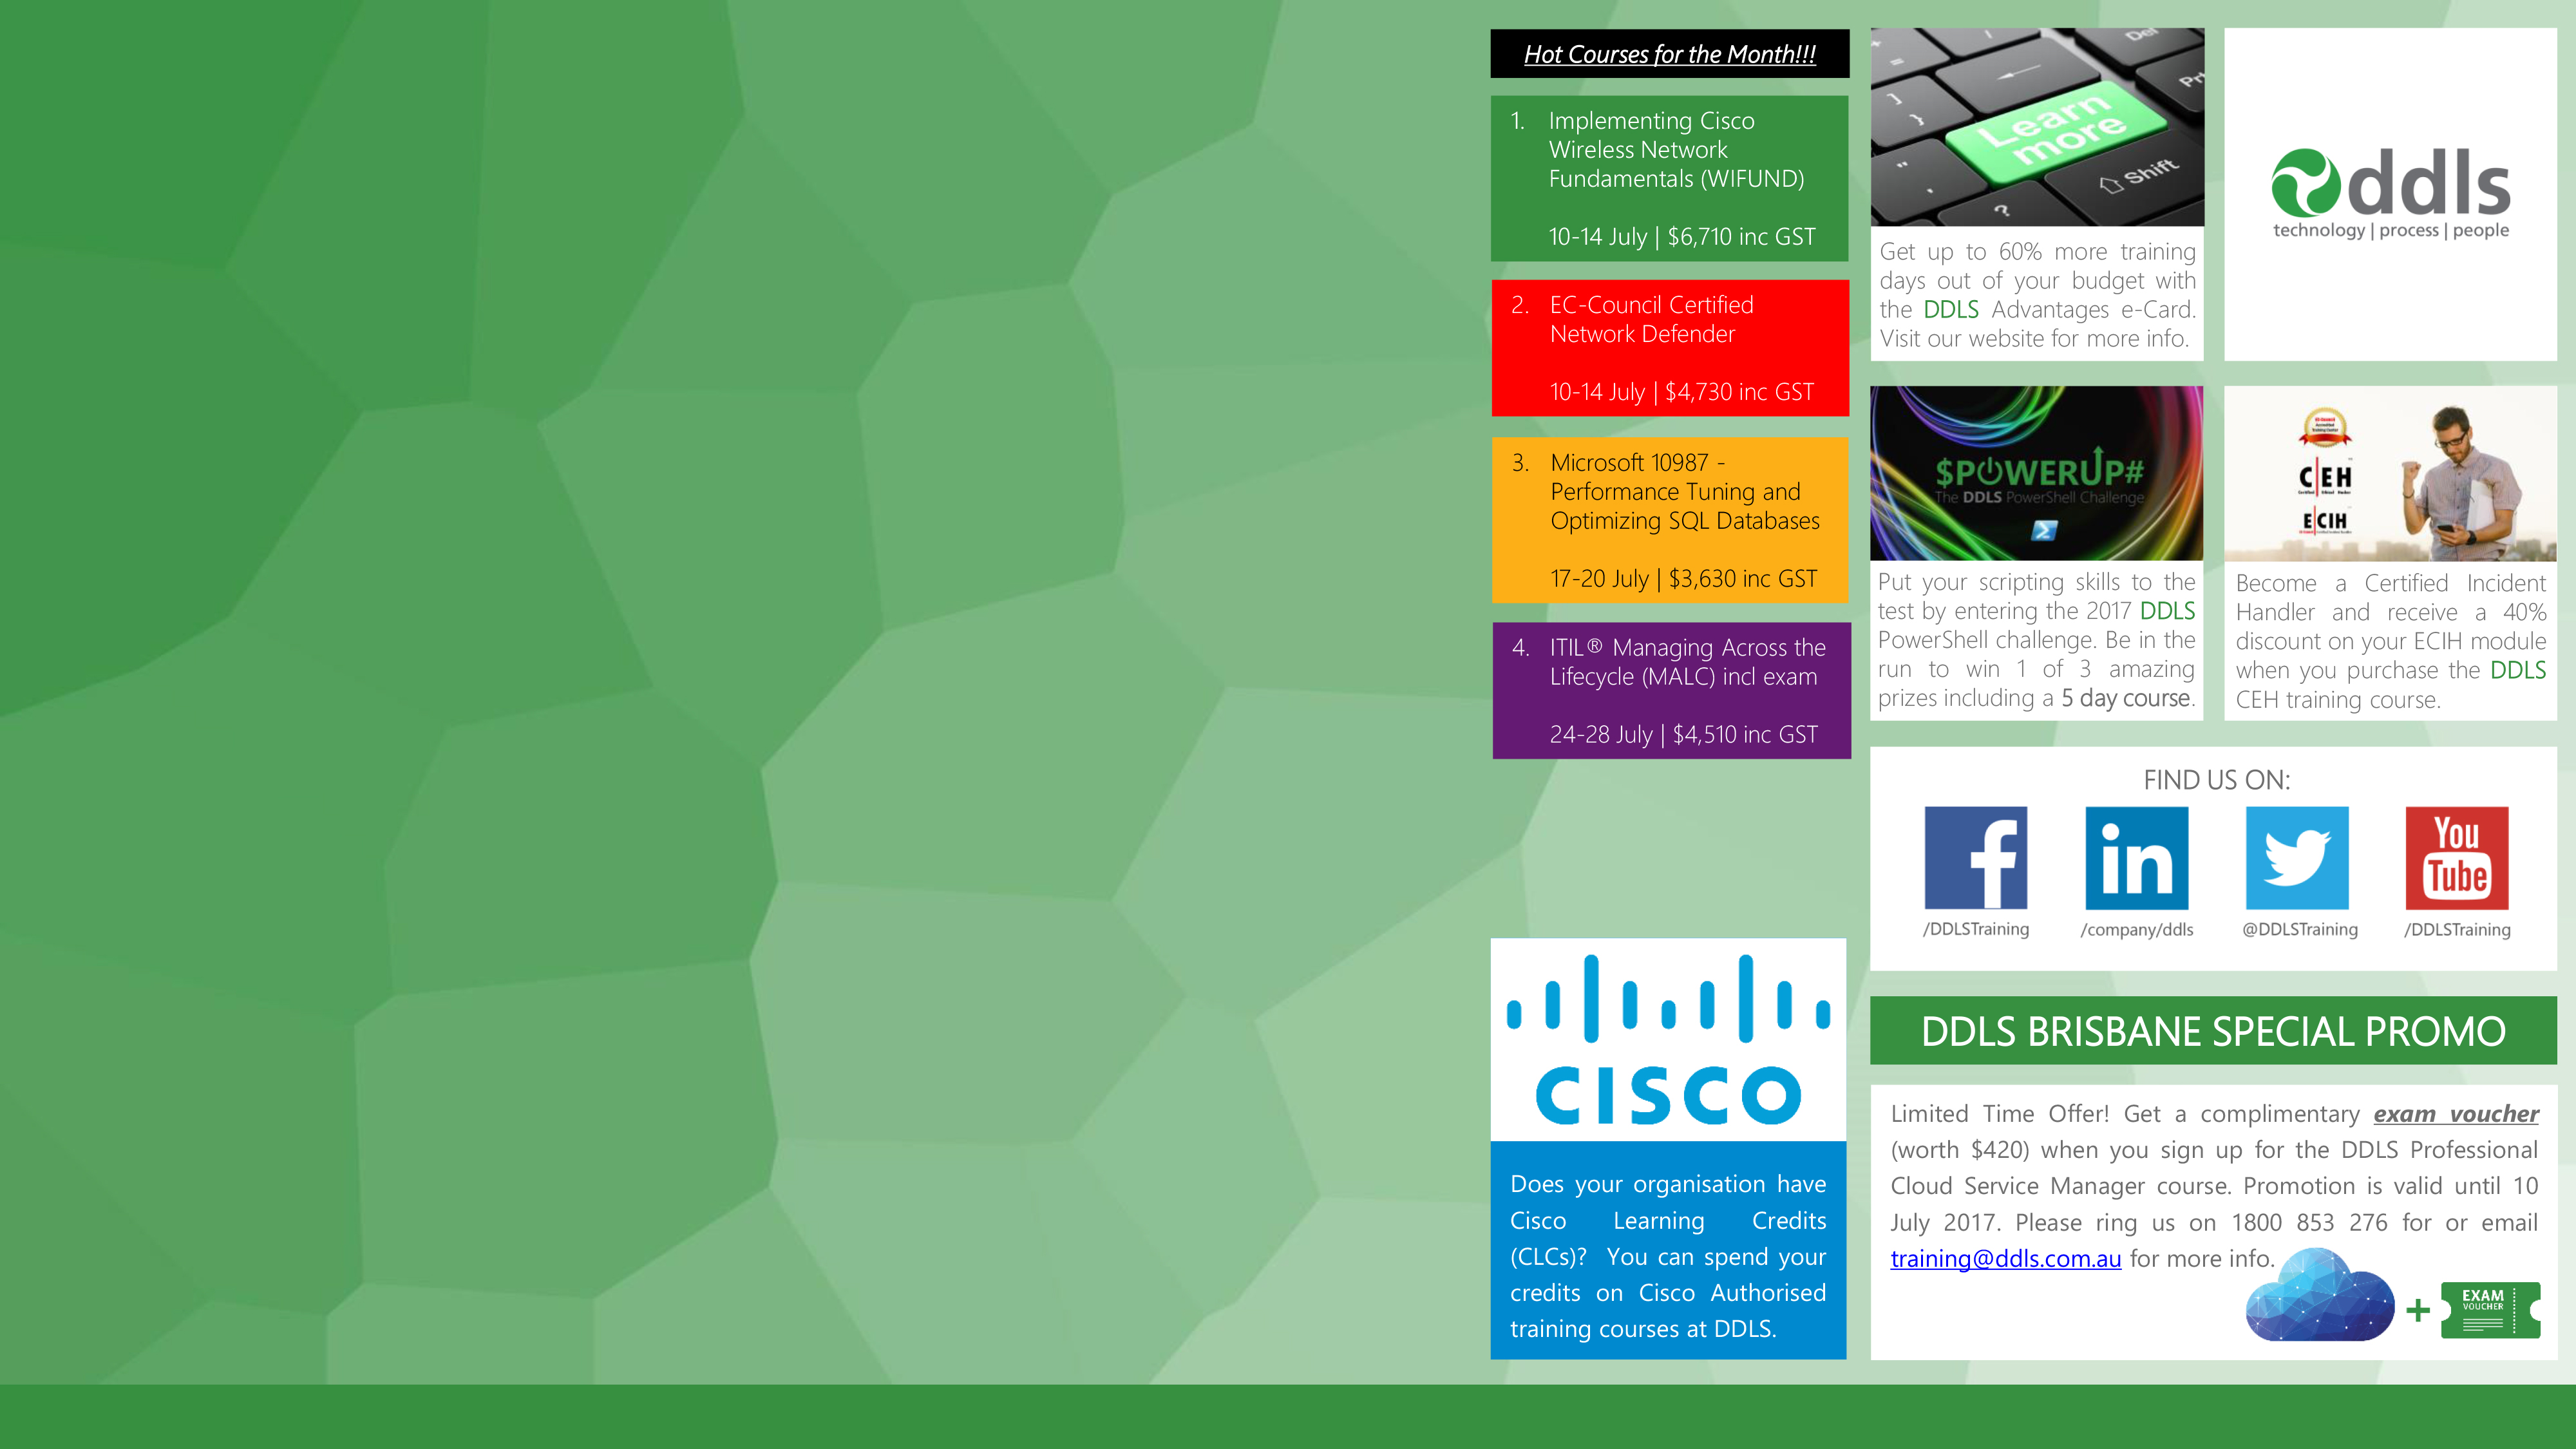 Hot Courses for the Month!!!
1. Implementing Cisco
Wireless Network
Fundamentals (WIFUND)
10-14 July | $6,710 inc GST
2. EC-Council Certified
Network Defender
10-14 July | $4,730 inc GST
3. Microsoft 10987 -
Performance Tuning and
Optimizing SQL Databases
17-20 July | $3,630 inc GST
4. ITIL® Managing Across the
Lifecycle (MALC) incl exam
24-28 July | $4,510 inc GST
CISCO
Does your organisation have
Cisco Learning Credits
(CLCs)? You can spend your
credits on Cisco Authorised
training courses at DDLS.
Del
Learn
more
Shift
Get up to 60% more training
days out of your budget with
the DDLS Advantages e-Card.
Visit our website for more info.
ddls
technology | process | people
$POWERUP#
The DDLS PowerShell Challenge
Put your scripting skills to the
test by entering the 2017 DDLS
PowerShell challenge. Be in the
run to win 1 of 3 amazing
prizes including a 5 day course.
C|EH
E|CIH
Become a Certified Incident
Handler and receive a 40%
discount on your ECIH module
when you purchase the DDLS
CEH training course.
FIND US ON:
f
in
You
Tube
/DDLSTraining
/company/ddls
@DDLSTraining
/DDLSTraining
DDLS BRISBANE SPECIAL PROMO
Limited Time Offer! Get a complimentary exam voucher
(worth $420) when you sign up for the DDLS Professional
Cloud Service Manager course. Promotion is valid until 10
July 2017. Please ring us on 1800 853 276 for or email
training@ddls.com.au for more info.
+
EXAM
VOUCHER